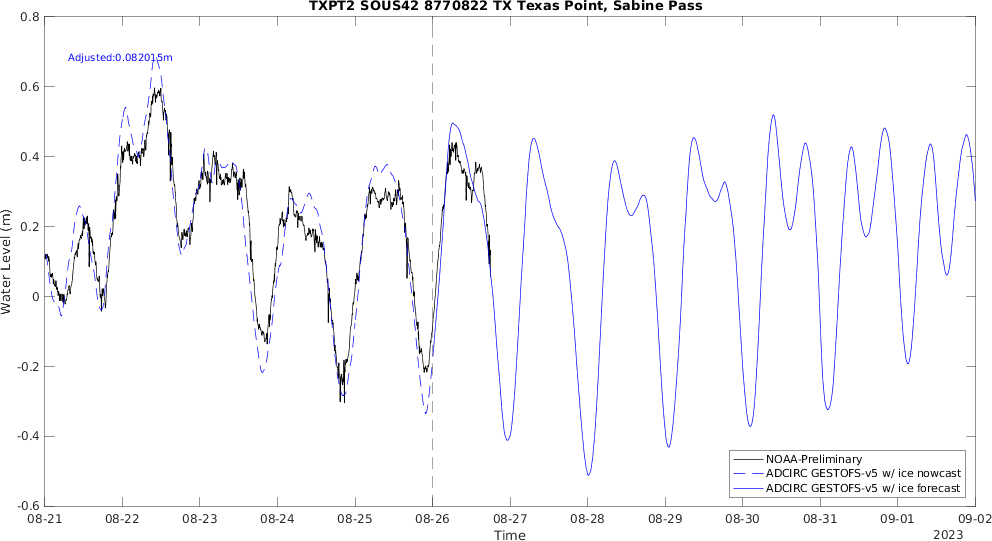 TXPT2 SOUS42 8770822 TX Texas Point, Sabine Pass
Adjusted:0.082015m
Water Level (m)
0.8
0.6
0.4
0.2
0
-0.2
-0.4
-0.6
NOAA-Preliminary
ADCIRC GESTOFS-v5 w/ ice nowcast
ADCIRC GESTOFS-v5 w/ ice forecast
08-21 08-22 08-23 08-24 08-25 08-26 08-27 08-28 08-29 08-30 08-31 09-01 09-02
Time
2023